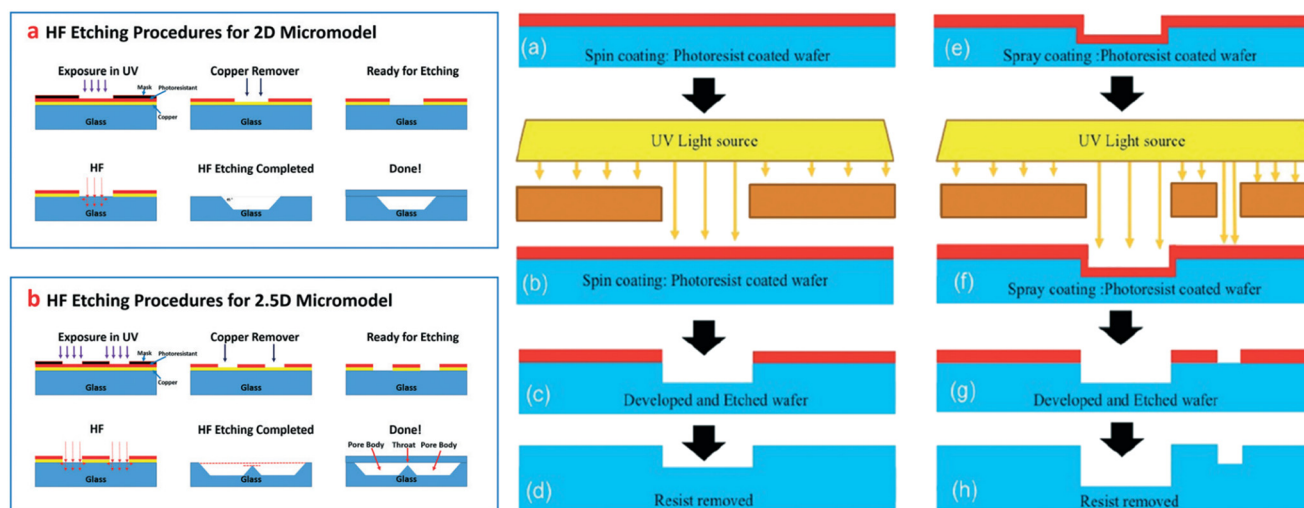 a HF Etching Procedures for 2D Micromodel
Exposure in UV
Mask
Photoresistant
Copper
Glass
Copper Remover
Glass
Ready for Etching
Glass
HF
Glass
HF Etching Completed
Glass
Done!
Glass
b HF Etching Procedures for 2.5D Micromodel
Exposure in UV
Mask
Photoresistant
Copper
Glass
Copper Remover
Glass
Ready for Etching
Glass
HF
Glass
HF Etching Completed
Glass
Done!
Pore Body Throat Pore Body
Glass
(a)
Spin coating: Photoresist coated wafer
UV Light source
(b)
Spin coating: Photoresist coated wafer
(c)
Developed and Etched wafer
(d)
Resist removed
(e)
Spray coating :Photoresist coated wafer
UV Light source
(f)
Spray coating :Photoresist coated wafer
(g)
Developed and Etched wafer
(h)
Resist removed